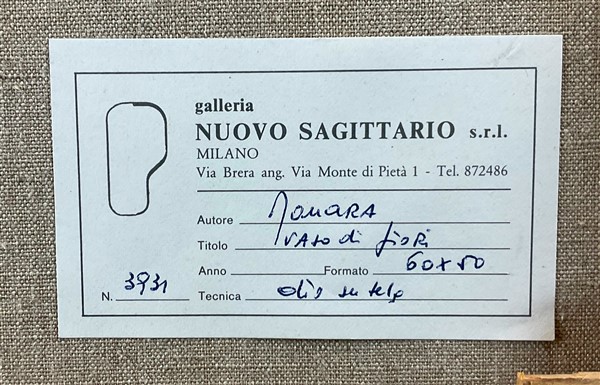 galleria
NUOVO SAGITTARIO s.r.l.
MILANO
Via Brera ang. Via Monte di Pietà 1 - Tel. 872486
Autore
Titolo vaso di fiori
Anno Formato 60x50
N. 3931 Tecnica olio su tela